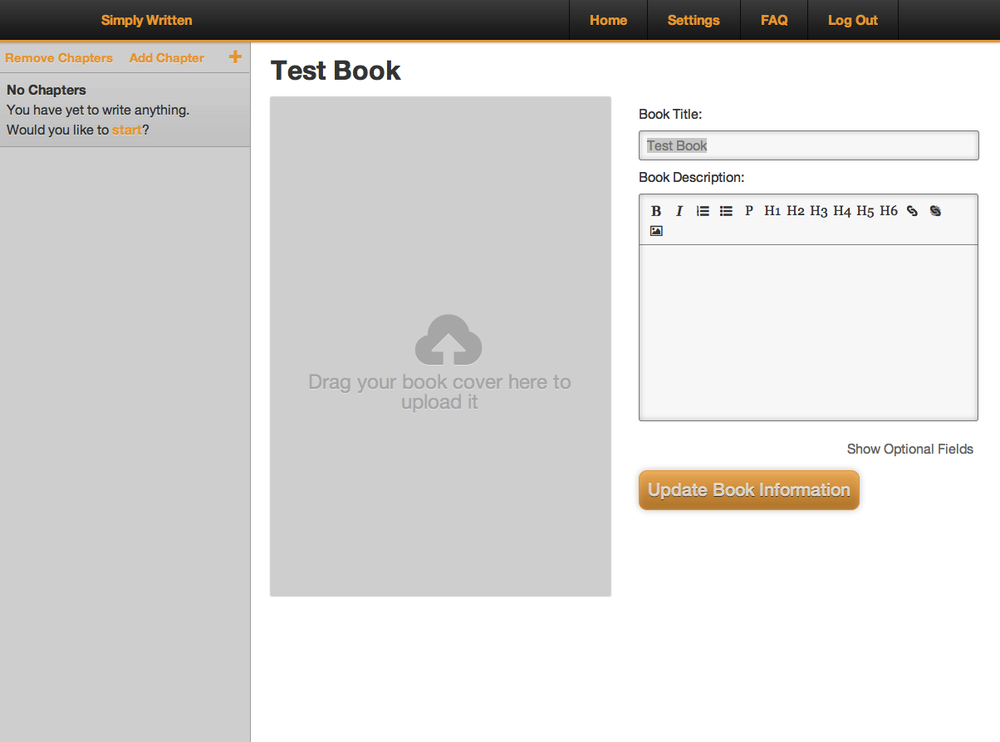 Simply Written
Home Settings FAQ Log Out
Remove Chapters Add Chapter +
No Chapters
You have yet to write anything.
Would you like to start?
Test Book
Drag your book cover here to
upload it
Book Title:
Test Book
Book Description:
B I P H1 H2 H3 H4 H5 H6
Show Optional Fields
Update Book Information